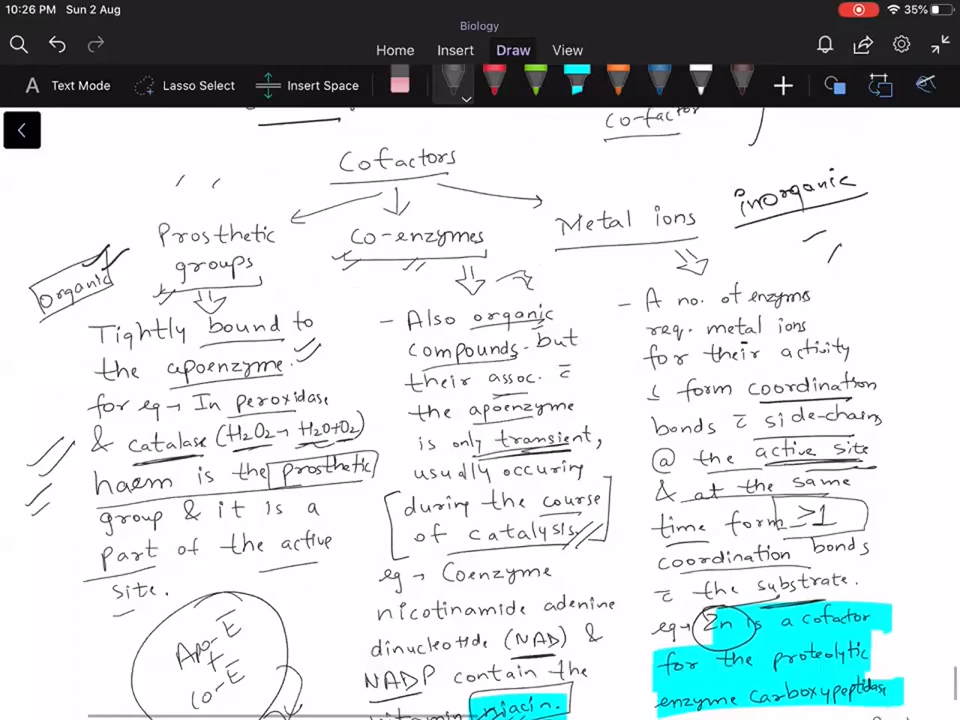 10:26 PM Sun 2 Aug
35%
Biology
Home Insert Draw View
Text Mode Lasso Select Insert Space
Co-factor
Cofactors
Prosthetic
groups
Co-enzymes
Metal ions
inorganic
Organic
Tightly bound to
the apoenzyme.
for eg → In peroxidase
& catalase (H2O2 → H2O+O2)
haem is the prosthetic
group & it is a
part of the active
site.
Apo-E
+
Co-E
- Also organic
compounds. but
their assoc. c̄
the apoenzyme
is only transient,
usually occuring
during the course
of catalysis
eg → Coenzyme
nicotinamide adenine
dinucleotide (NAD) &
NADP contain the
vitamin niacin.
- A no. of enzyms
req. metal ions
for their activity
& form coordination
bonds c̄ side-chains
@ the active site
& at the same
time form ≥1
coordination bonds
c̄ the substrate.
eg → Zn is a cofactor
for the proteolytic
enzyme carboxypeptidase